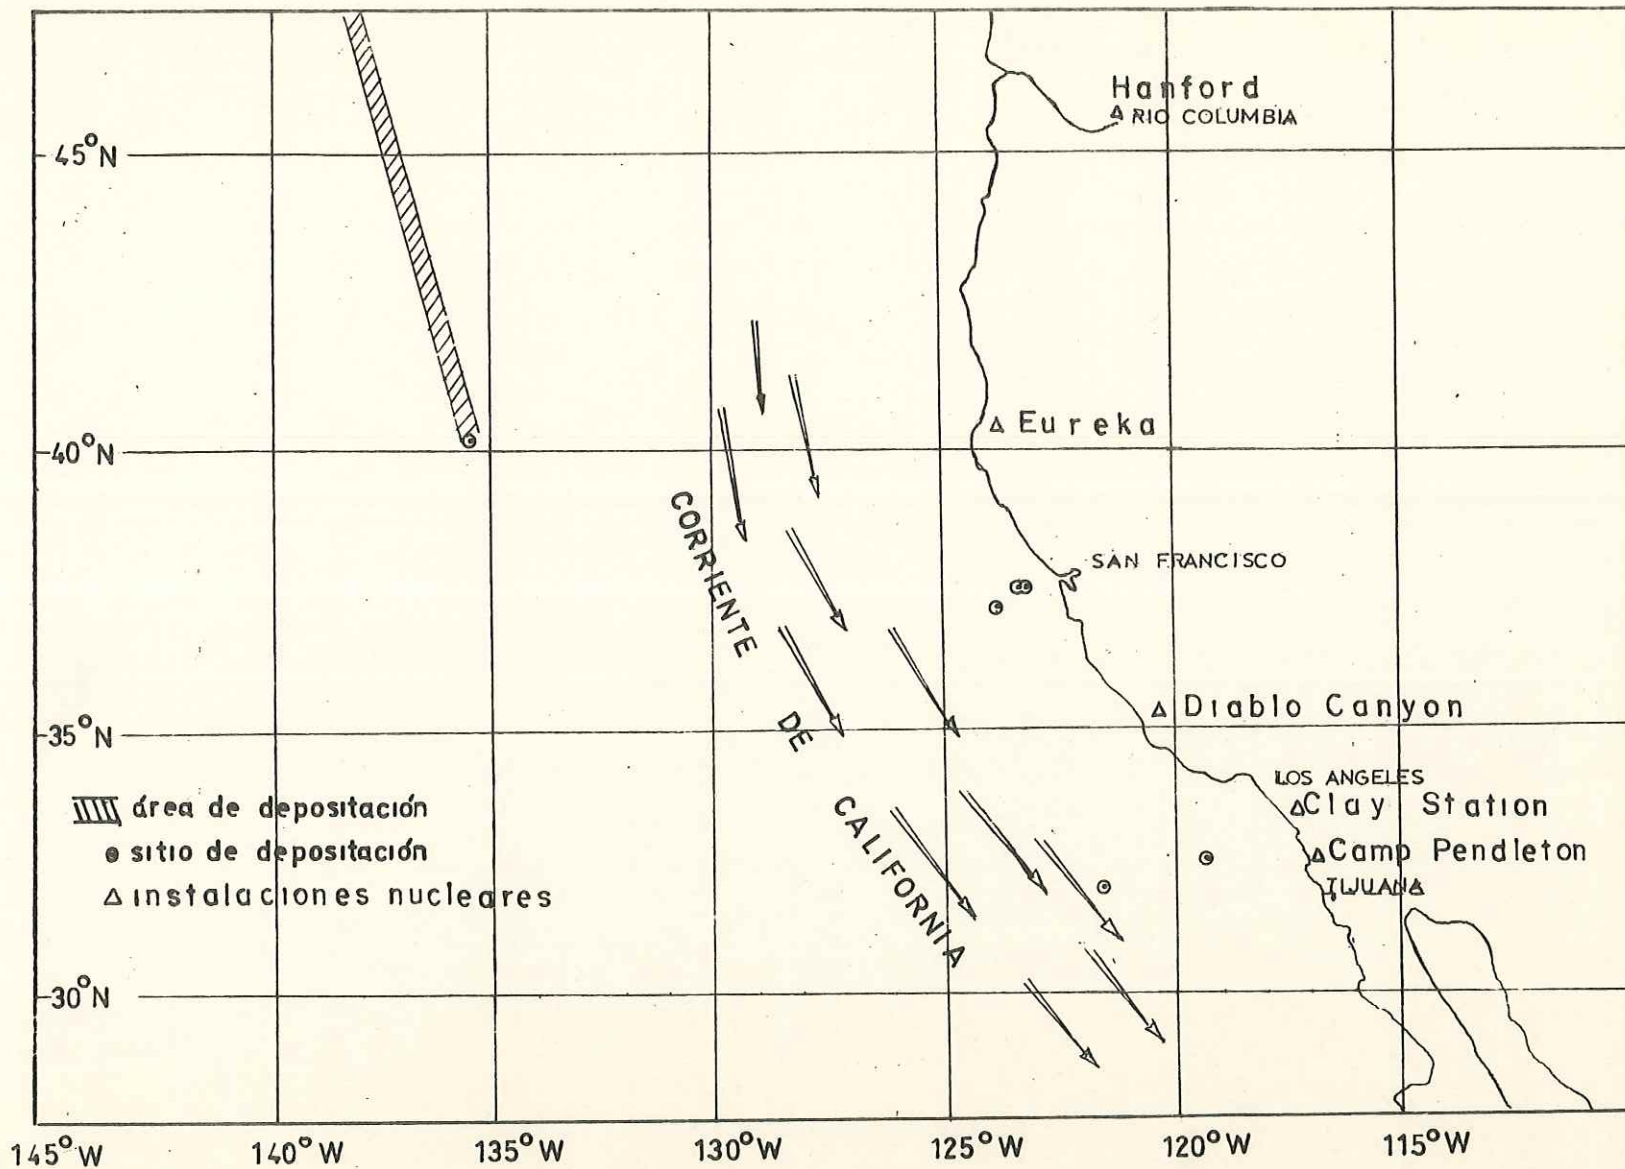 Hanford
△ RIO COLUMBIA
45°N
△ Eureka
40°N
CORRIENTE DE CALIFORNIA
SAN FRANCISCO
△ Diablo Canyon
35°N
LOS ANGELES
△Clay Station
△Camp Pendleton
TIJUANA△
área de depositación
sitio de depositación
△ instalaciones nucleares
30°N
145°W 140°W 135°W 130°W 125°W 120°W 115°W